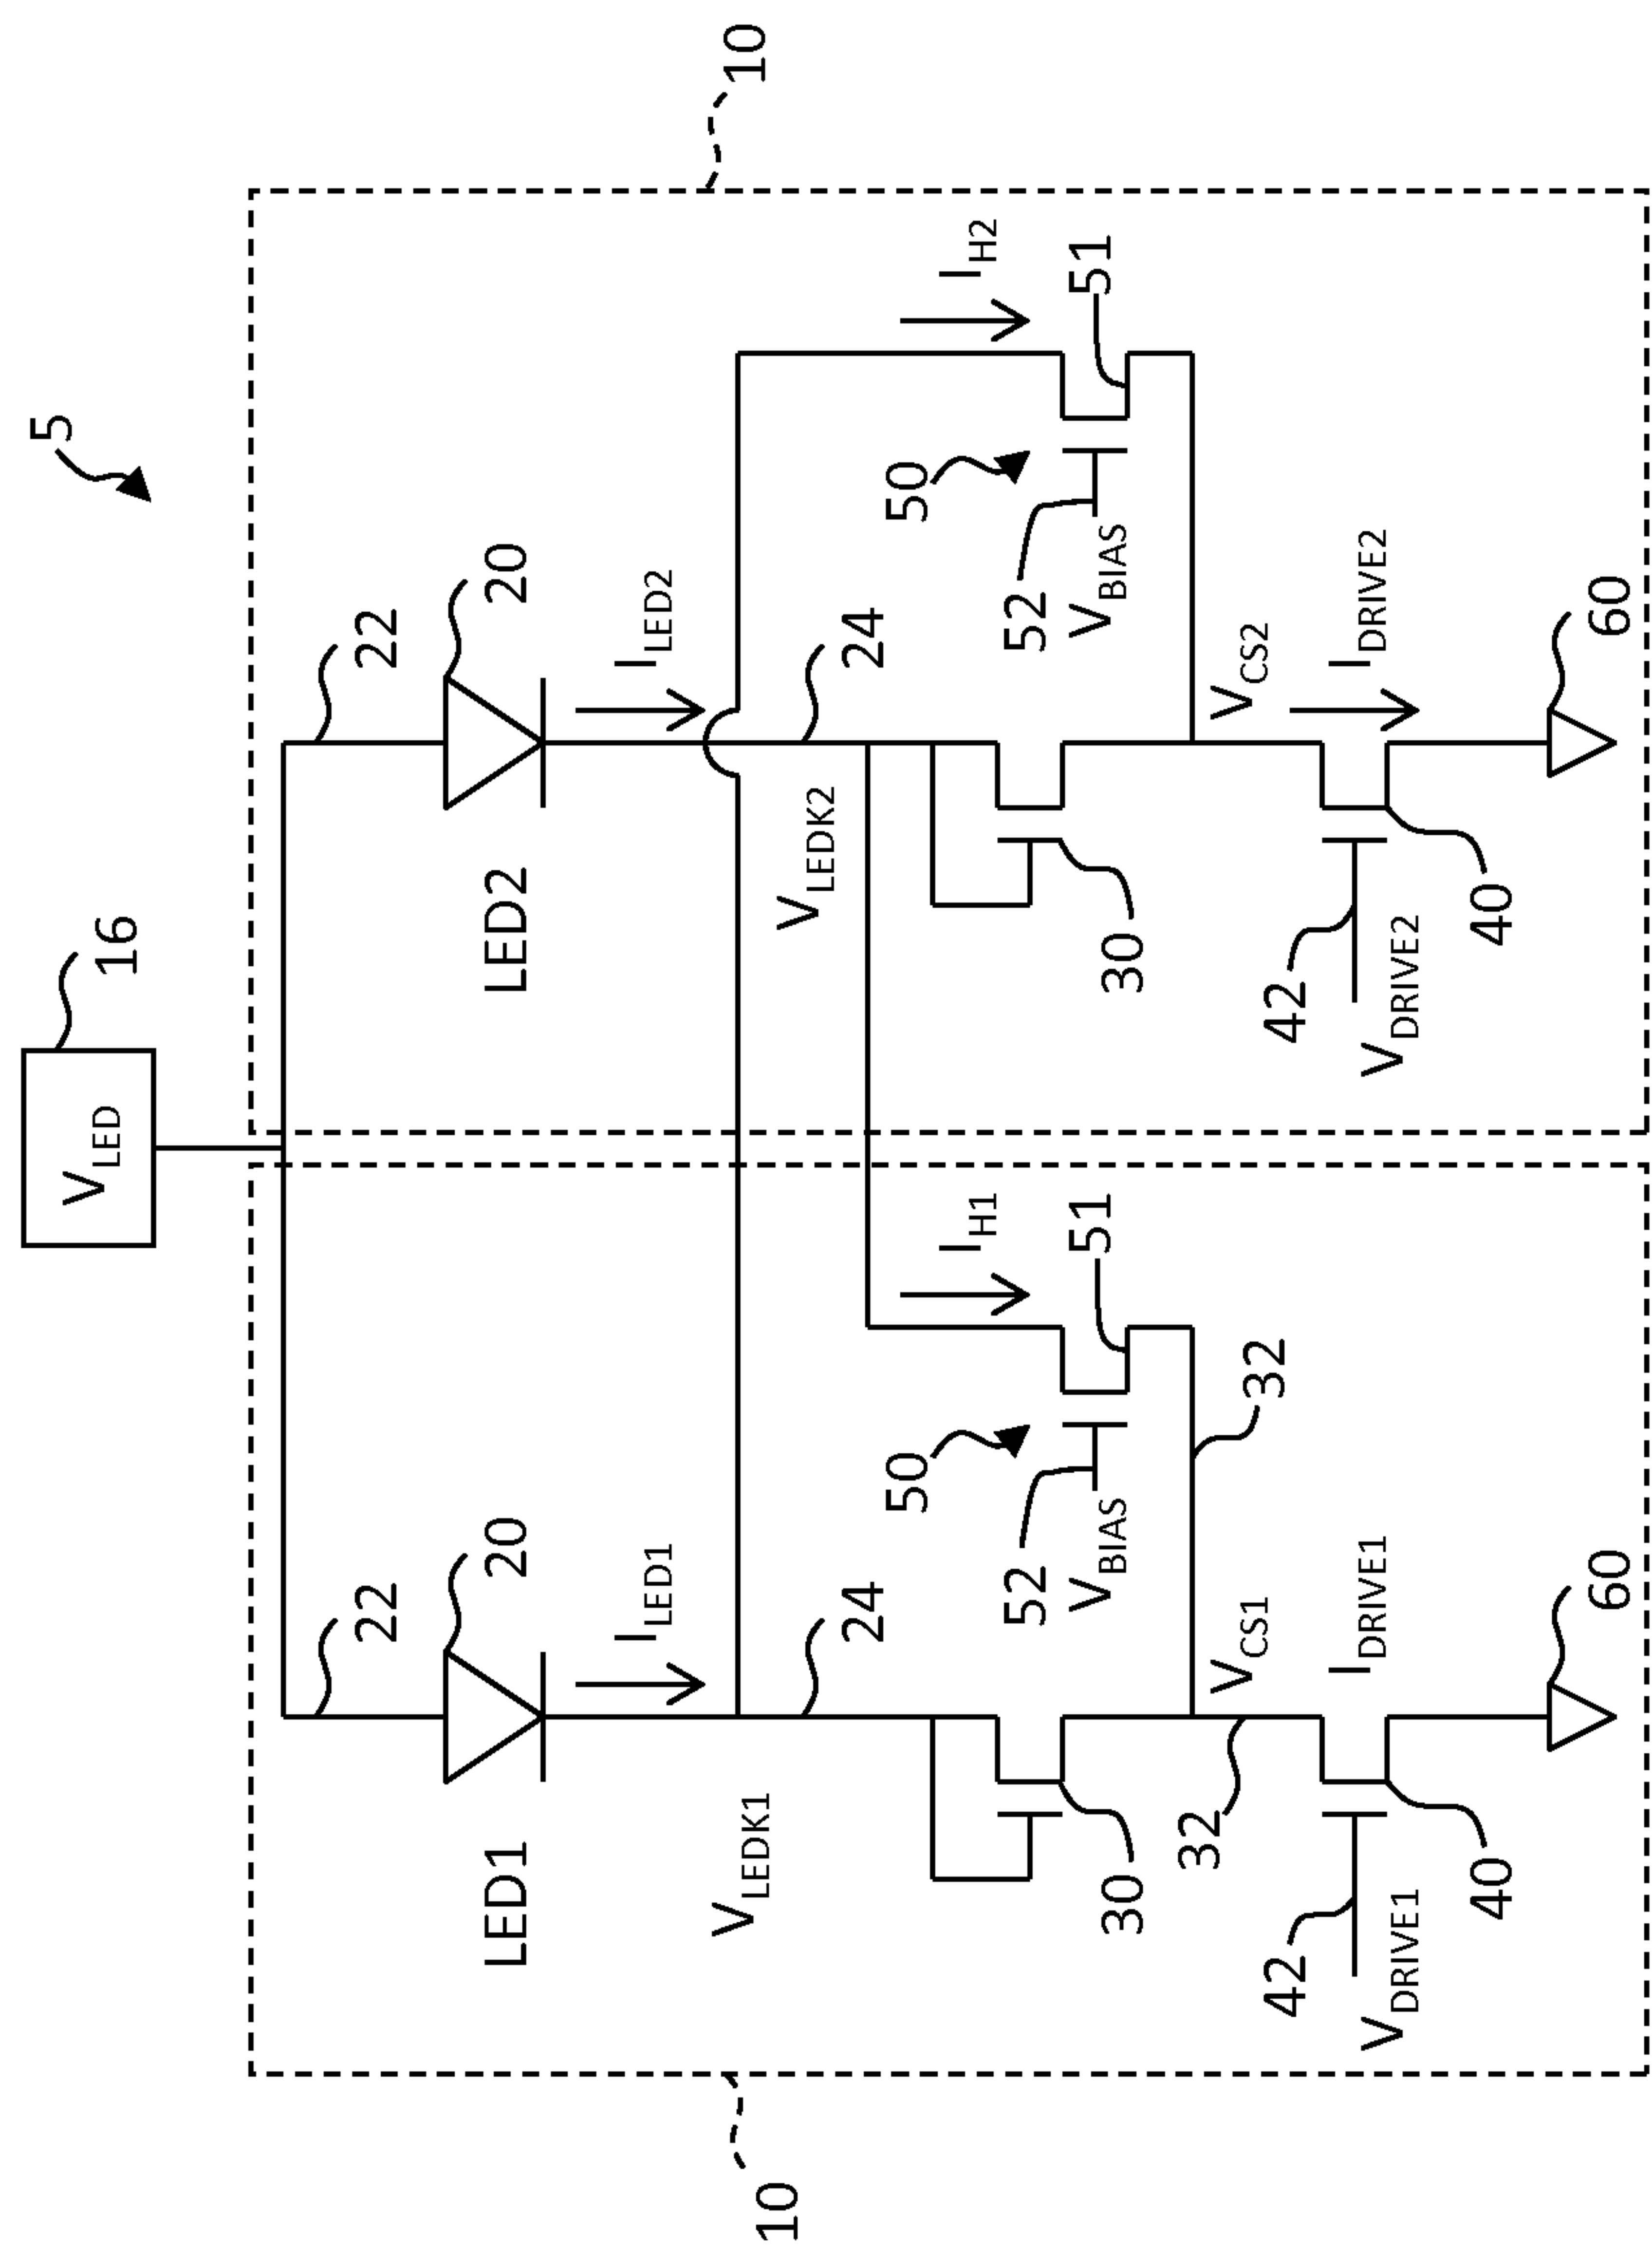 5
V_LED
16
10
10
22
20
LED1
I_LED1
22
20
LED2
I_LED2
V_LEDK1
24
V_LEDK2
24
I_H1
I_H2
50
51
52
V_BIAS
50
51
52
V_BIAS
30
30
32
V_CS1
32
V_CS2
42
V_DRIVE1
I_DRIVE1
40
42
V_DRIVE2
I_DRIVE2
40
60
60